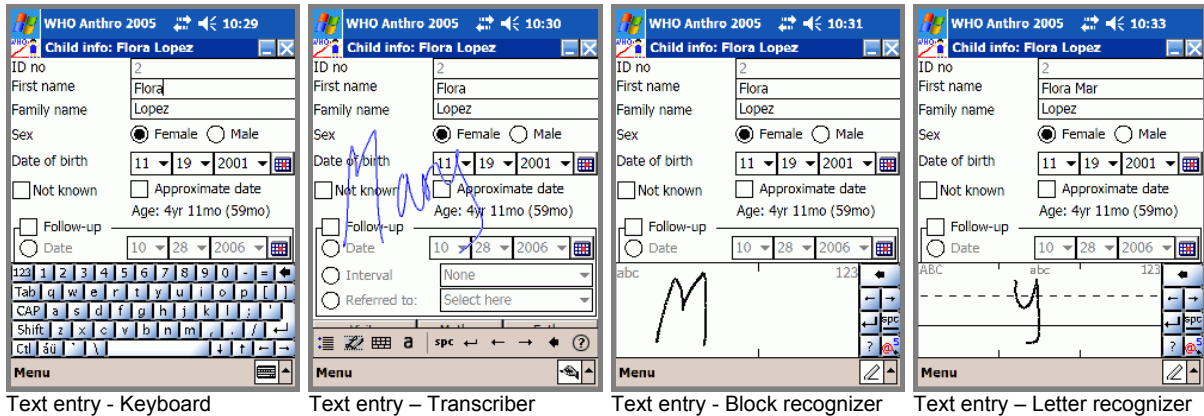 WHO Anthro 2005 10:29
Child info: Flora Lopez
ID no 2
First name Flora
Family name Lopez
Sex Female Male
Date of birth 11 19 2001
Not known Approximate date
Age: 4yr 11mo (59mo)
Follow-up
Date 10 28 2006
123 1 2 3 4 5 6 7 8 9 0 - =
Tab q w e r t y u i o p [ ]
CAP a s d f g h j k l ; '
Shift z x c v b n m , . /
Ctl áü ` \
Menu
Text entry - Keyboard
WHO Anthro 2005 10:30
Child info: Flora Lopez
ID no 2
First name Flora
Family name Lopez
Sex Female Male
Date of birth 11 19 2001
Not known Approximate date
Age: 4yr 11mo (59mo)
Mary
Follow-up
Date 10 28 2006
Interval None
Referred to: Select here
a spc ?
Menu
Text entry – Transcriber
WHO Anthro 2005 10:31
Child info: Flora Lopez
ID no 2
First name Flora
Family name Lopez
Sex Female Male
Date of birth 11 19 2001
Not known Approximate date
Age: 4yr 11mo (59mo)
Follow-up
Date 10 28 2006
abc 123
M
spc
? @
Menu
Text entry - Block recognizer
WHO Anthro 2005 10:33
Child info: Flora Lopez
ID no 2
First name Flora Mar
Family name Lopez
Sex Female Male
Date of birth 11 19 2001
Not known Approximate date
Age: 4yr 11mo (59mo)
Follow-up
Date 10 28 2006
ABC abc 123
y
spc
? @
Menu
Text entry – Letter recognizer